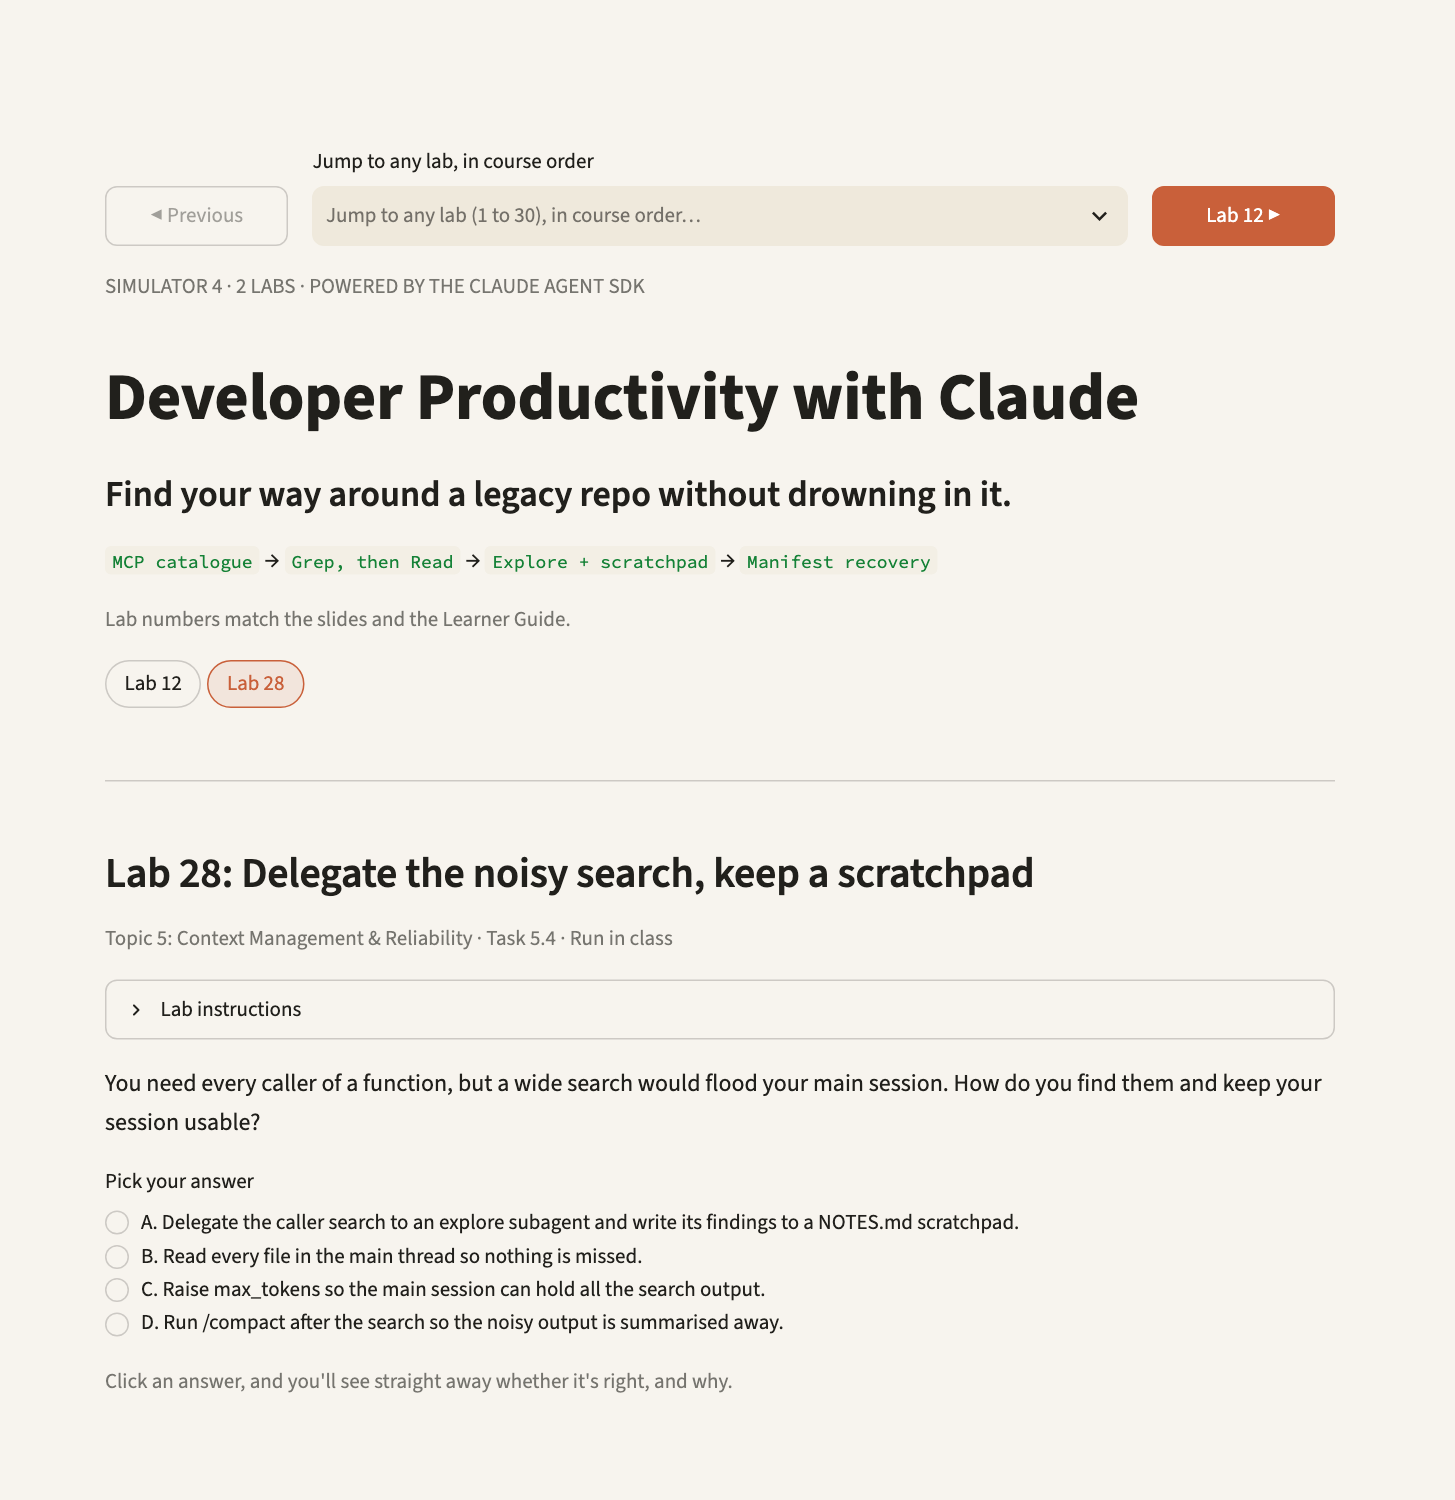 Jump to any lab, in course order
◄ Previous
Jump to any lab (1 to 30), in course order…
Lab 12 ►
SIMULATOR 4 · 2 LABS · POWERED BY THE CLAUDE AGENT SDK
Developer Productivity with Claude
Find your way around a legacy repo without drowning in it.
MCP catalogue → Grep, then Read → Explore + scratchpad → Manifest recovery
Lab numbers match the slides and the Learner Guide.
Lab 12 Lab 28
Lab 28: Delegate the noisy search, keep a scratchpad
Topic 5: Context Management & Reliability · Task 5.4 · Run in class
Lab instructions
You need every caller of a function, but a wide search would flood your main session. How do you find them and keep your
session usable?
Pick your answer
A. Delegate the caller search to an explore subagent and write its findings to a NOTES.md scratchpad.
B. Read every file in the main thread so nothing is missed.
C. Raise max_tokens so the main session can hold all the search output.
D. Run /compact after the search so the noisy output is summarised away.
Click an answer, and you'll see straight away whether it's right, and why.